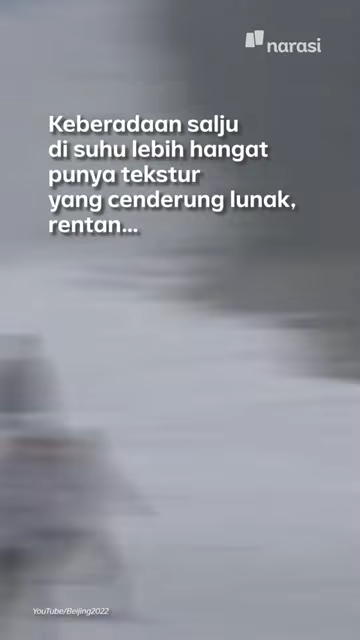 narasi
Keberadaan salju
di suhu lebih hangat
punya tekstur
yang cenderung lunak,
rentan...
YouTube/Beijing2022